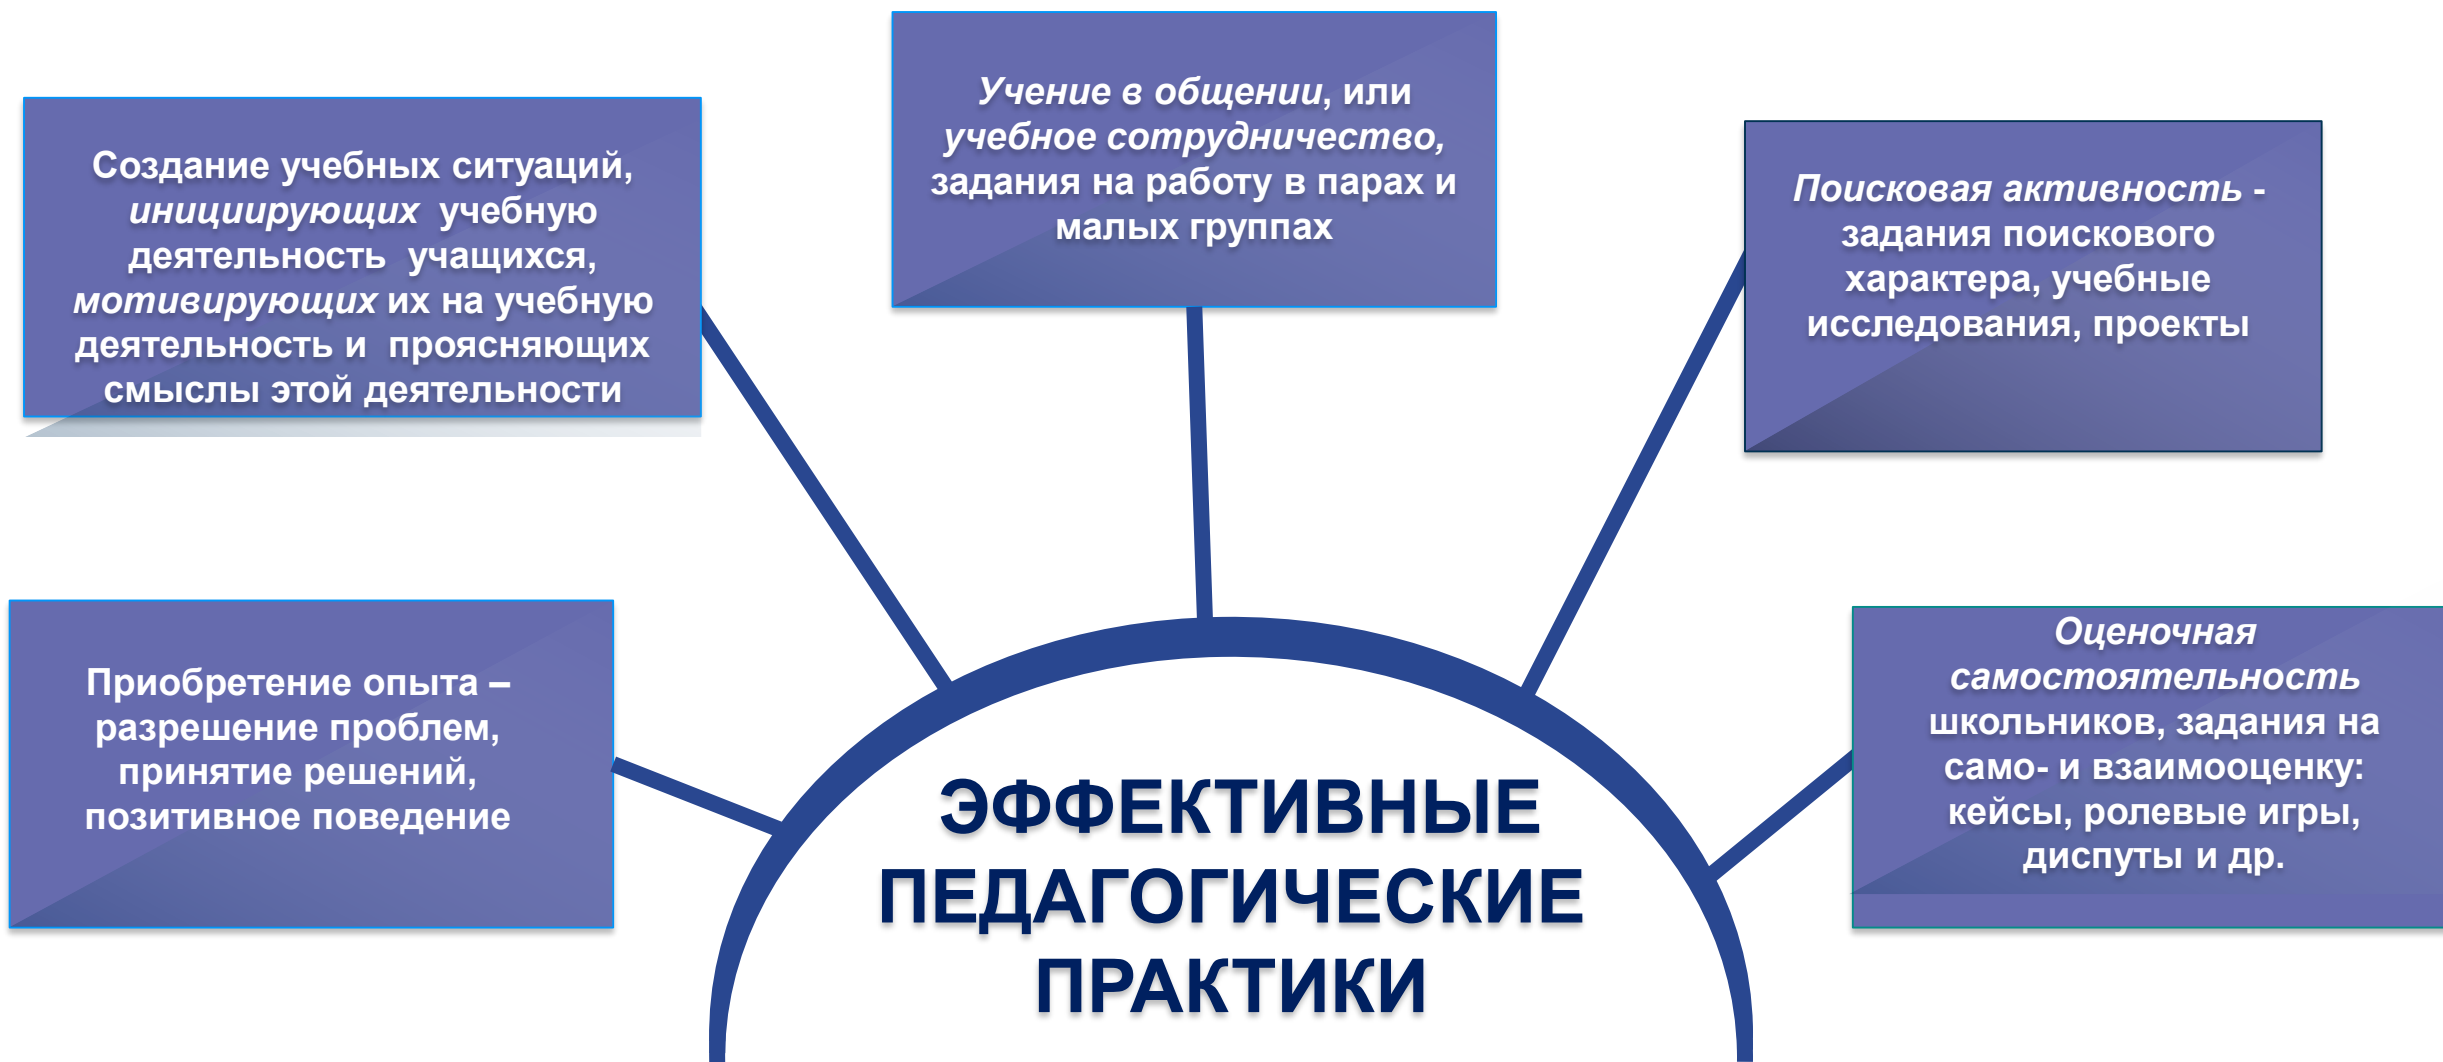 Учение в общении, или
учебное сотрудничество,
задания на работу в парах и
малых группах
Создание учебных ситуаций,
инициирующих учебную
деятельность учащихся,
мотивирующих их на учебную
деятельность и проясняющих
смыслы этой деятельности
Поисковая активность -
задания поискового
характера, учебные
исследования, проекты
Приобретение опыта –
разрешение проблем,
принятие решений,
позитивное поведение
Оценочная
самостоятельность
школьников, задания на
само- и взаимооценку:
кейсы, ролевые игры,
диспуты и др.
ЭФФЕКТИВНЫЕ
ПЕДАГОГИЧЕСКИЕ
ПРАКТИКИ